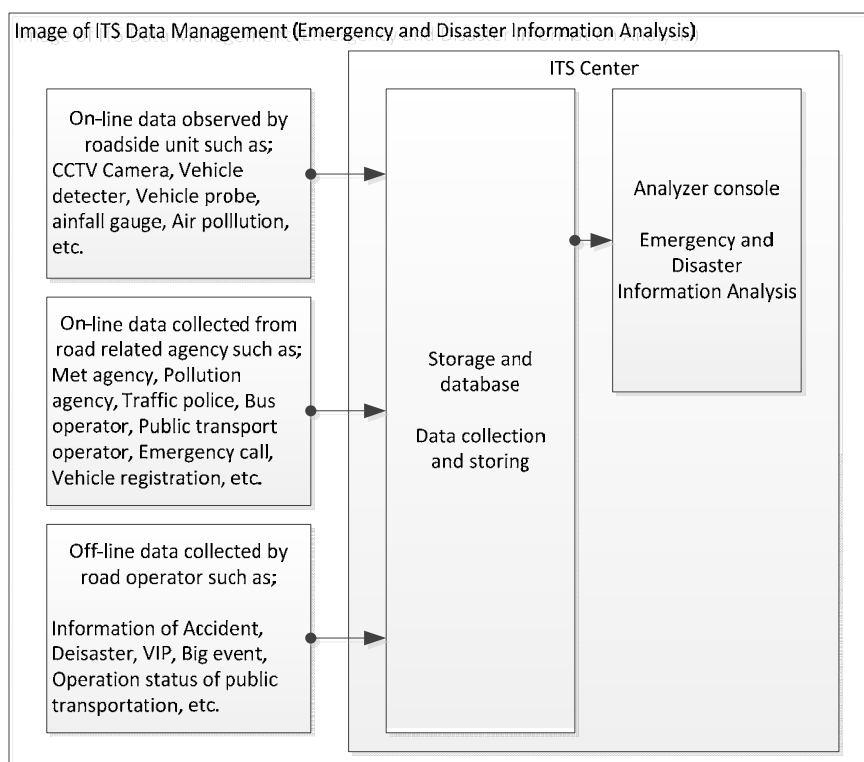 Image of ITS Data Management (Emergency and Disaster Information Analysis)
ITS Center
On-line data observed by
roadside unit such as;
CCTV Camera, Vehicle
detecter, Vehicle probe,
ainfall gauge, Air polllution,
etc.
On-line data collected from
road related agency such as;
Met agency, Pollution
agency, Traffic police, Bus
operator, Public transport
operator, Emergency call,
Vehicle registration, etc.
Off-line data collected by
road operator such as;
Information of Accident,
Deisaster, VIP, Big event,
Operation status of public
transportation, etc.
Storage and
database
Data collection
and storing
Analyzer console
Emergency and
Disaster
Information Analysis